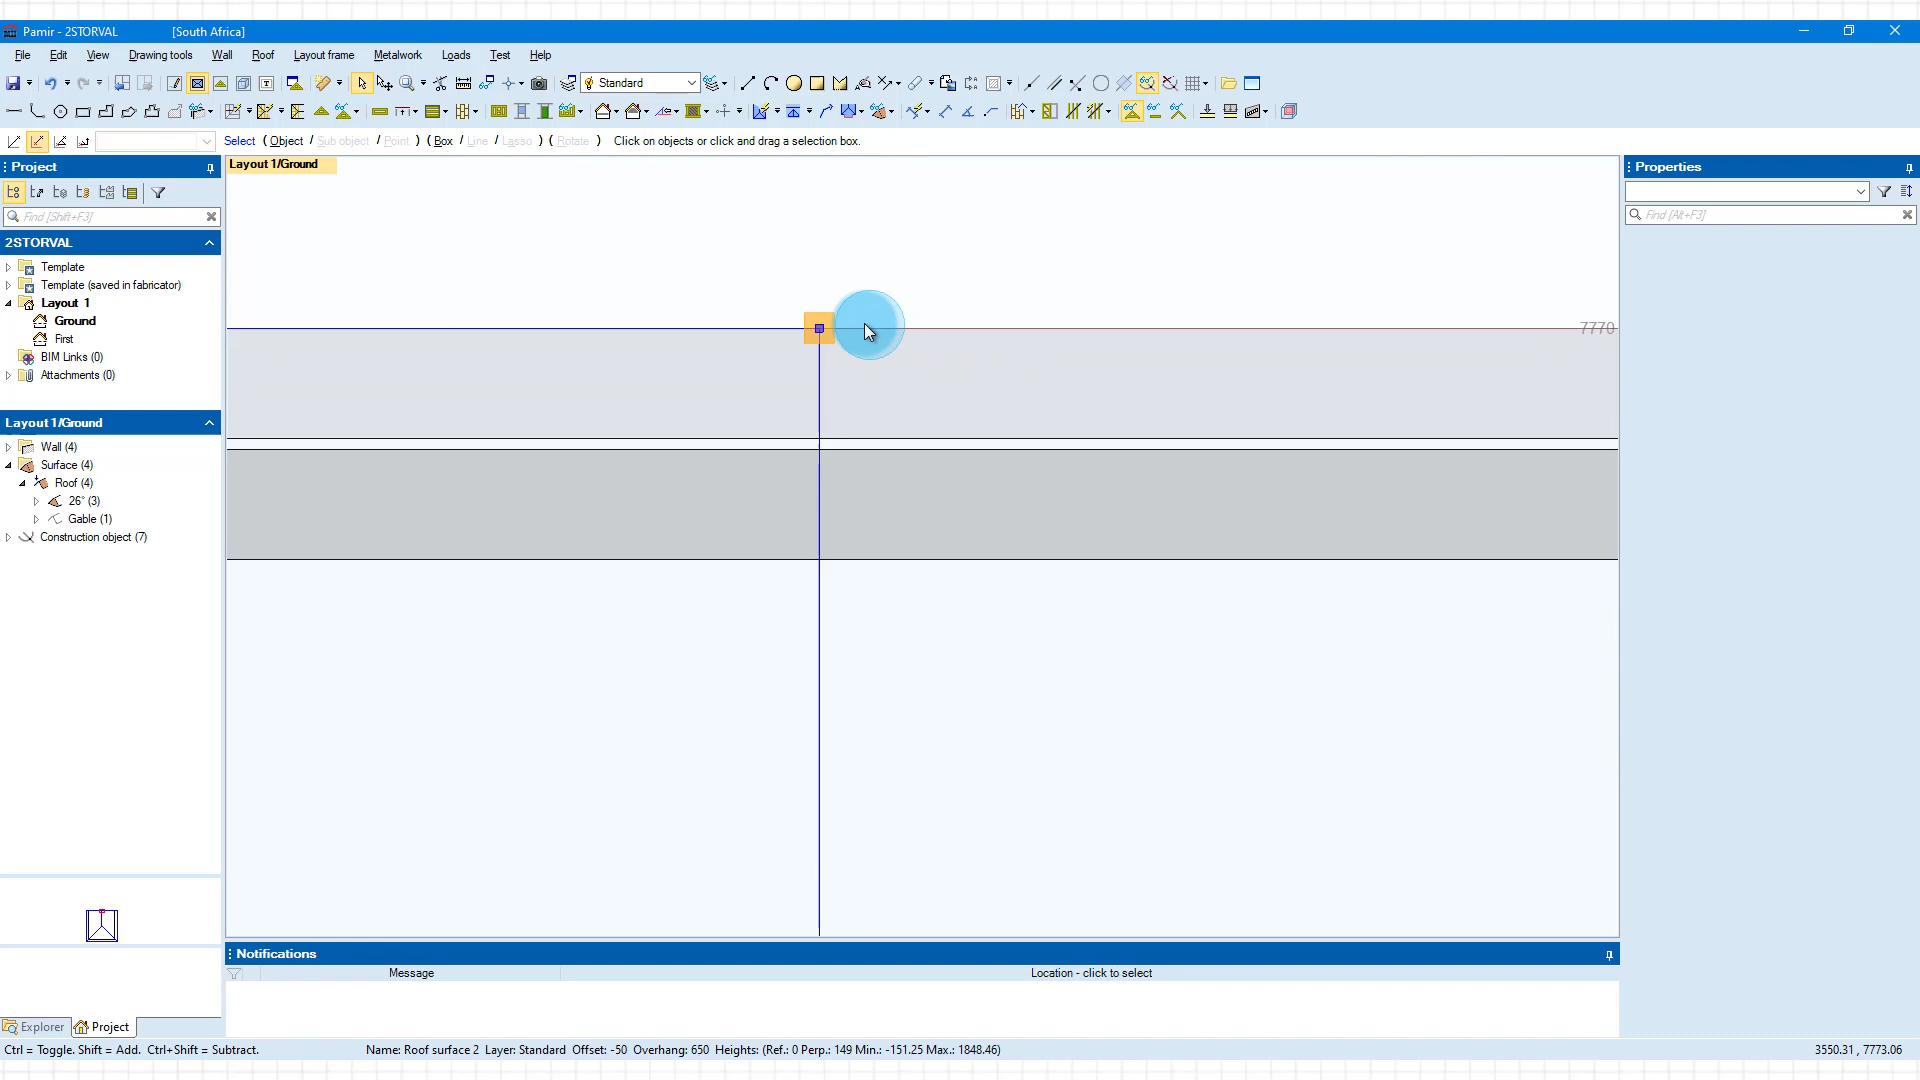 Pamir - 2STORVAL [South Africa]
File Edit View Drawing tools Wall Roof Layout frame Metalwork Loads Test Help
Standard
Select ( Object / Sub object / Point ) ( Box / Line / Lasso ) ( Rotate ) Click on objects or click and drag a selection box.
Project
Find [Shift+F3]
2STORVAL
Template
Template (saved in fabricator)
Layout 1
Ground
First
BIM Links (0)
Attachments (0)
Layout 1/Ground
Wall (4)
Surface (4)
Roof (4)
26° (3)
Gable (1)
Construction object (7)
Explorer Project
Layout 1/Ground
7770
Properties
Find [Alt+F3]
Notifications
Message Location - click to select
Ctrl = Toggle. Shift = Add. Ctrl+Shift = Subtract. Name: Roof surface 2 Layer: Standard Offset: -50 Overhang: 650 Heights: (Ref.: 0 Perp.: 149 Min.: -151.25 Max.: 1848.46) 3550.31 , 7773.06